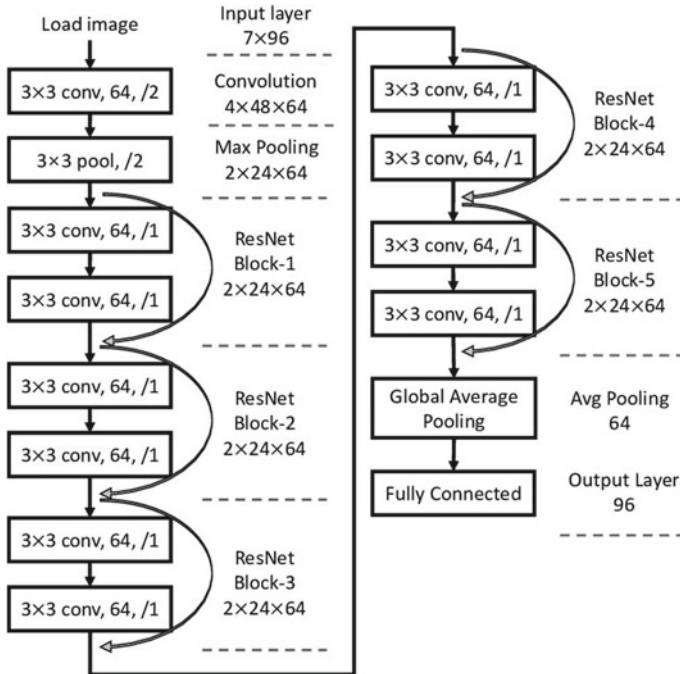 Load image
Input layer
7×96
3×3 conv, 64, /2
Convolution
4×48×64
3×3 pool, /2
Max Pooling
2×24×64
3×3 conv, 64, /1
3×3 conv, 64, /1
ResNet
Block-1
2×24×64
3×3 conv, 64, /1
3×3 conv, 64, /1
ResNet
Block-2
2×24×64
3×3 conv, 64, /1
3×3 conv, 64, /1
ResNet
Block-3
2×24×64
3×3 conv, 64, /1
3×3 conv, 64, /1
ResNet
Block-4
2×24×64
3×3 conv, 64, /1
3×3 conv, 64, /1
ResNet
Block-5
2×24×64
Global Average
Pooling
Avg Pooling
64
Fully Connected
Output Layer
96